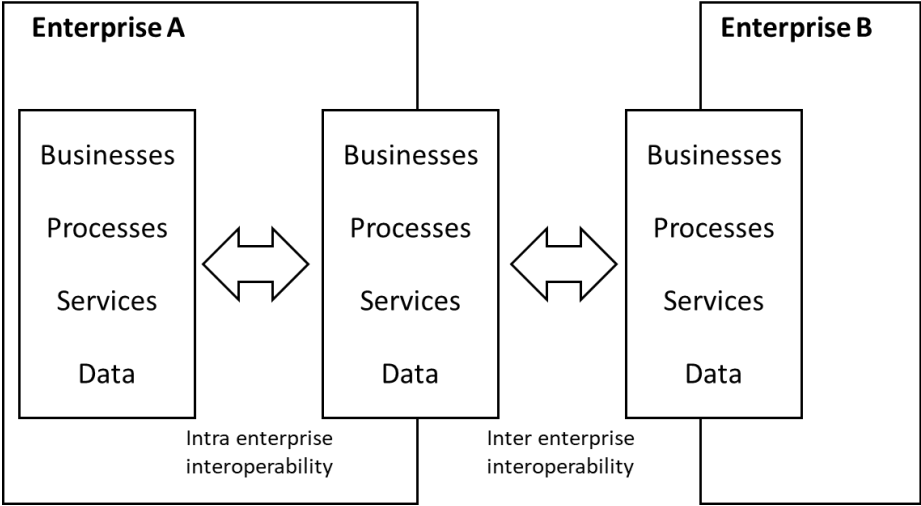 Enterprise A
Enterprise B
Businesses
Processes
Services
Data
Businesses
Processes
Services
Data
Businesses
Processes
Services
Data
Intra enterprise
interoperability
Inter enterprise
interoperability